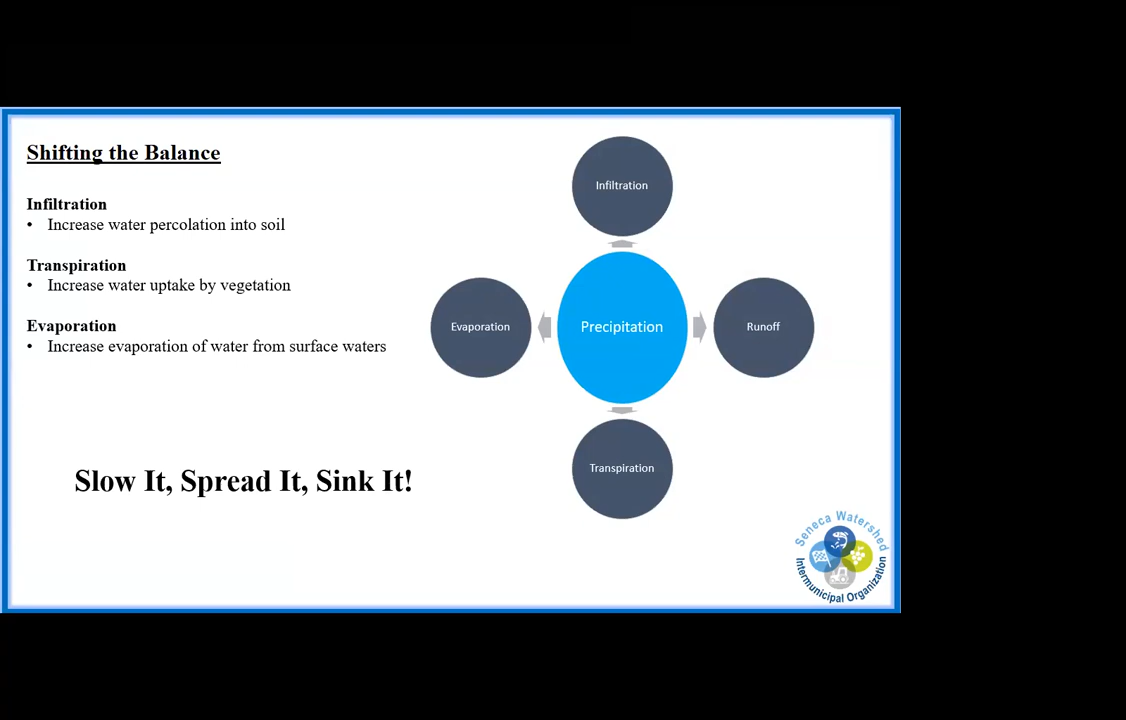 Shifting the Balance
Infiltration
• Increase water percolation into soil
Transpiration
• Increase water uptake by vegetation
Evaporation
• Increase evaporation of water from surface waters
Slow It, Spread It, Sink It!
Infiltration
Evaporation
Precipitation
Runoff
Transpiration
Seneca Watershed
Intermunicipal Organization